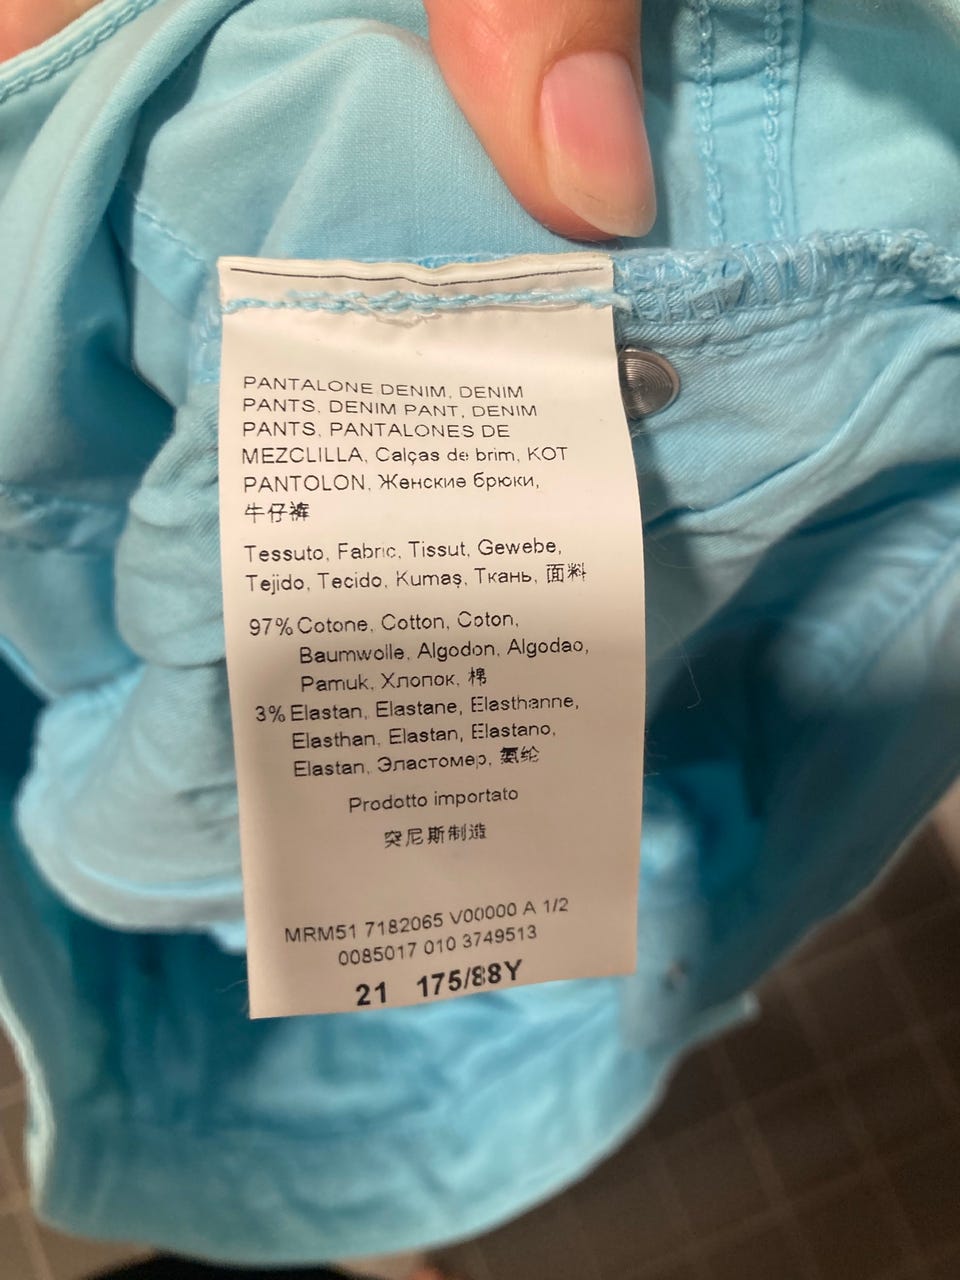 PANTALONE DENIM, DENIM
PANTS, DENIM PANT, DENIM
PANTS, PANTALONES DE
MEZCLILLA, Calças de brim, KOT
PANTOLON, Женские брюки,
牛仔裤
Tessuto, Fabric, Tissut, Gewebe,
Tejido, Tecido, Kumaş, Ткань, 面料
97% Cotone, Cotton, Coton,
Baumwolle, Algodon, Algodao,
Pamuk, Хлопок, 棉
3% Elastan, Elastane, Elasthanne,
Elasthan, Elastan, Elastano,
Elastan, Эластомер, 氨纶
Prodotto importato
突尼斯制造
MRM51 7182065 V00000 A 1/2
0085017 010 3749513
21 175/88Y